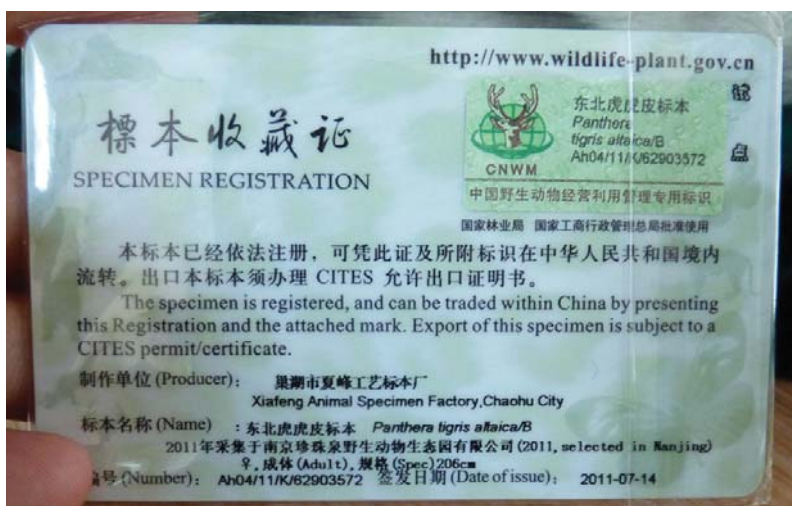 http://www.wildlife-plant.gov.cn
標本收藏证
SPECIMEN REGISTRATION
东北虎虎皮标本
Panthera
tigris altaica/B
Ah04/11/K/62903572
CNWM
中国野生动物经营利用管理专用标识
试点
国家林业局 国家工商行政管理总局批准使用
本标本已经依法注册，可凭此证及所附标识在中华人民共和国境内
流转。出口本标本须办理 CITES 允许出口证明书。
The specimen is registered, and can be traded within China by presenting
this Registration and the attached mark. Export of this specimen is subject to a
CITES permit/certificate.
制作单位 (Producer)： 巢湖市夏峰工艺标本厂
Xiafeng Animal Specimen Factory,Chaohu City
标本名称 (Name) ：东北虎虎皮标本 Panthera tigris altaica/B
2011年采集于南京珍珠泉野生动物生态园有限公司(2011,selected in Nanjing)
♀,成体(Adult),规格(Spec)206cm
编号(Number)： Ah04/11/K/62903572 签发日期 (Date of issue)： 2011-07-14